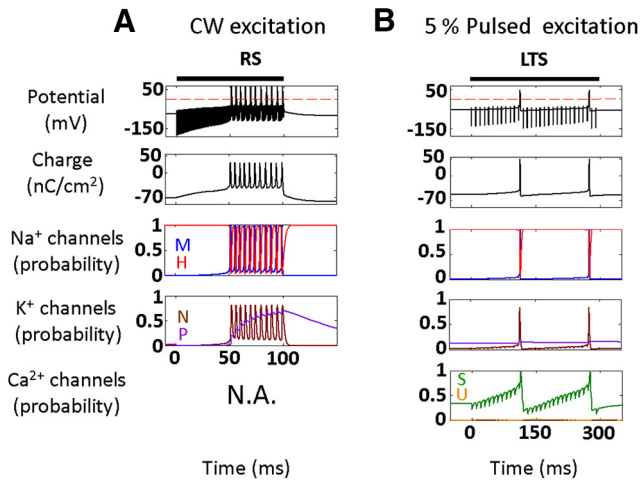 A CW excitation
B 5 % Pulsed excitation
RS
LTS
Potential
(mV)
50
-150
50
-150
Charge
(nC/cm²)
50
0
-70
50
0
-70
Na⁺ channels
(probability)
1
0.5
0
M
H
1
0.5
0
K⁺ channels
(probability)
1
0.5
0
N
P
0 50 100
1
0.5
0
Ca²⁺ channels
(probability)
N.A.
1
0.5
0
S
U
0 150 300
Time (ms)
Time (ms)